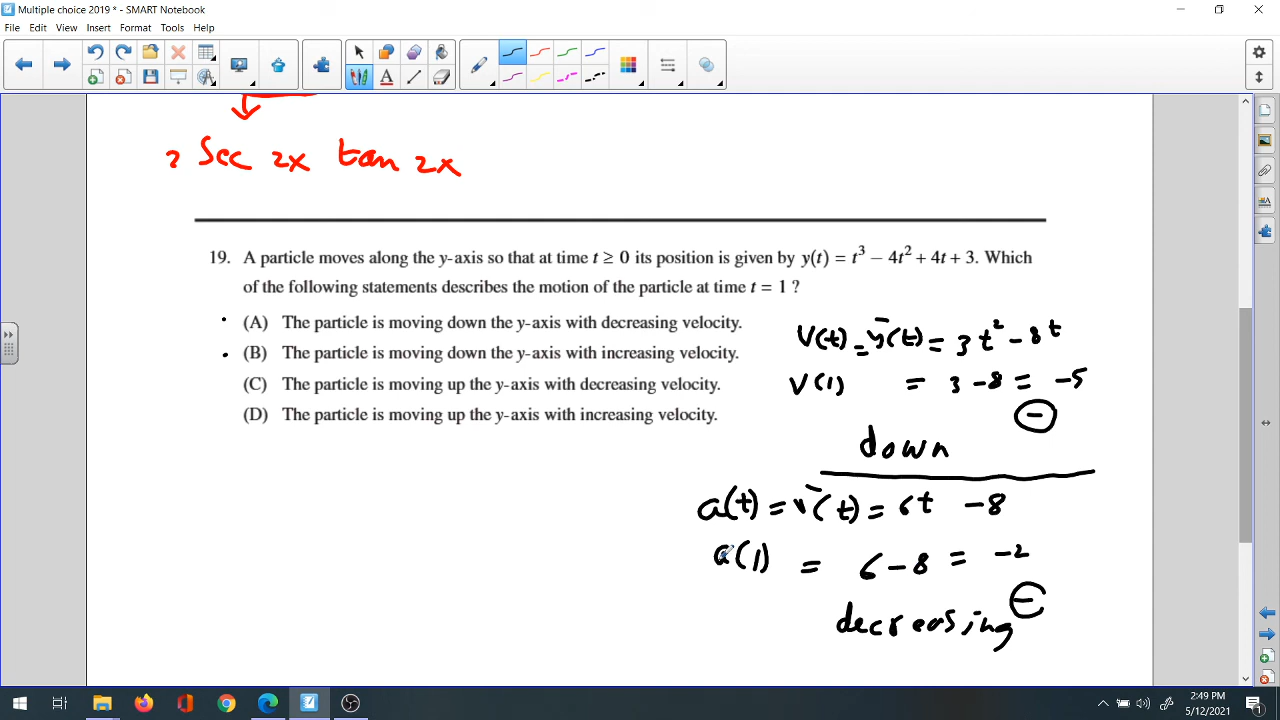 Multiple choice 2019 * - SMART Notebook
File Edit View Insert Format Tools Help
2 Sec 2x tan 2x
19. A particle moves along the y-axis so that at time t ≥ 0 its position is given by y(t) = t³ − 4t² + 4t + 3. Which
of the following statements describes the motion of the particle at time t = 1 ?
(A) The particle is moving down the y-axis with decreasing velocity.
(B) The particle is moving down the y-axis with increasing velocity.
(C) The particle is moving up the y-axis with decreasing velocity.
(D) The particle is moving up the y-axis with increasing velocity.
V(t) = y'(t) = 3t² − 8t
V(1) = 3 − 8 = −5
−
down
a(t) = v'(t) = 6t − 8
a(1) = 6 − 8 = −2
−
decreasing
2:49 PM
5/12/2021